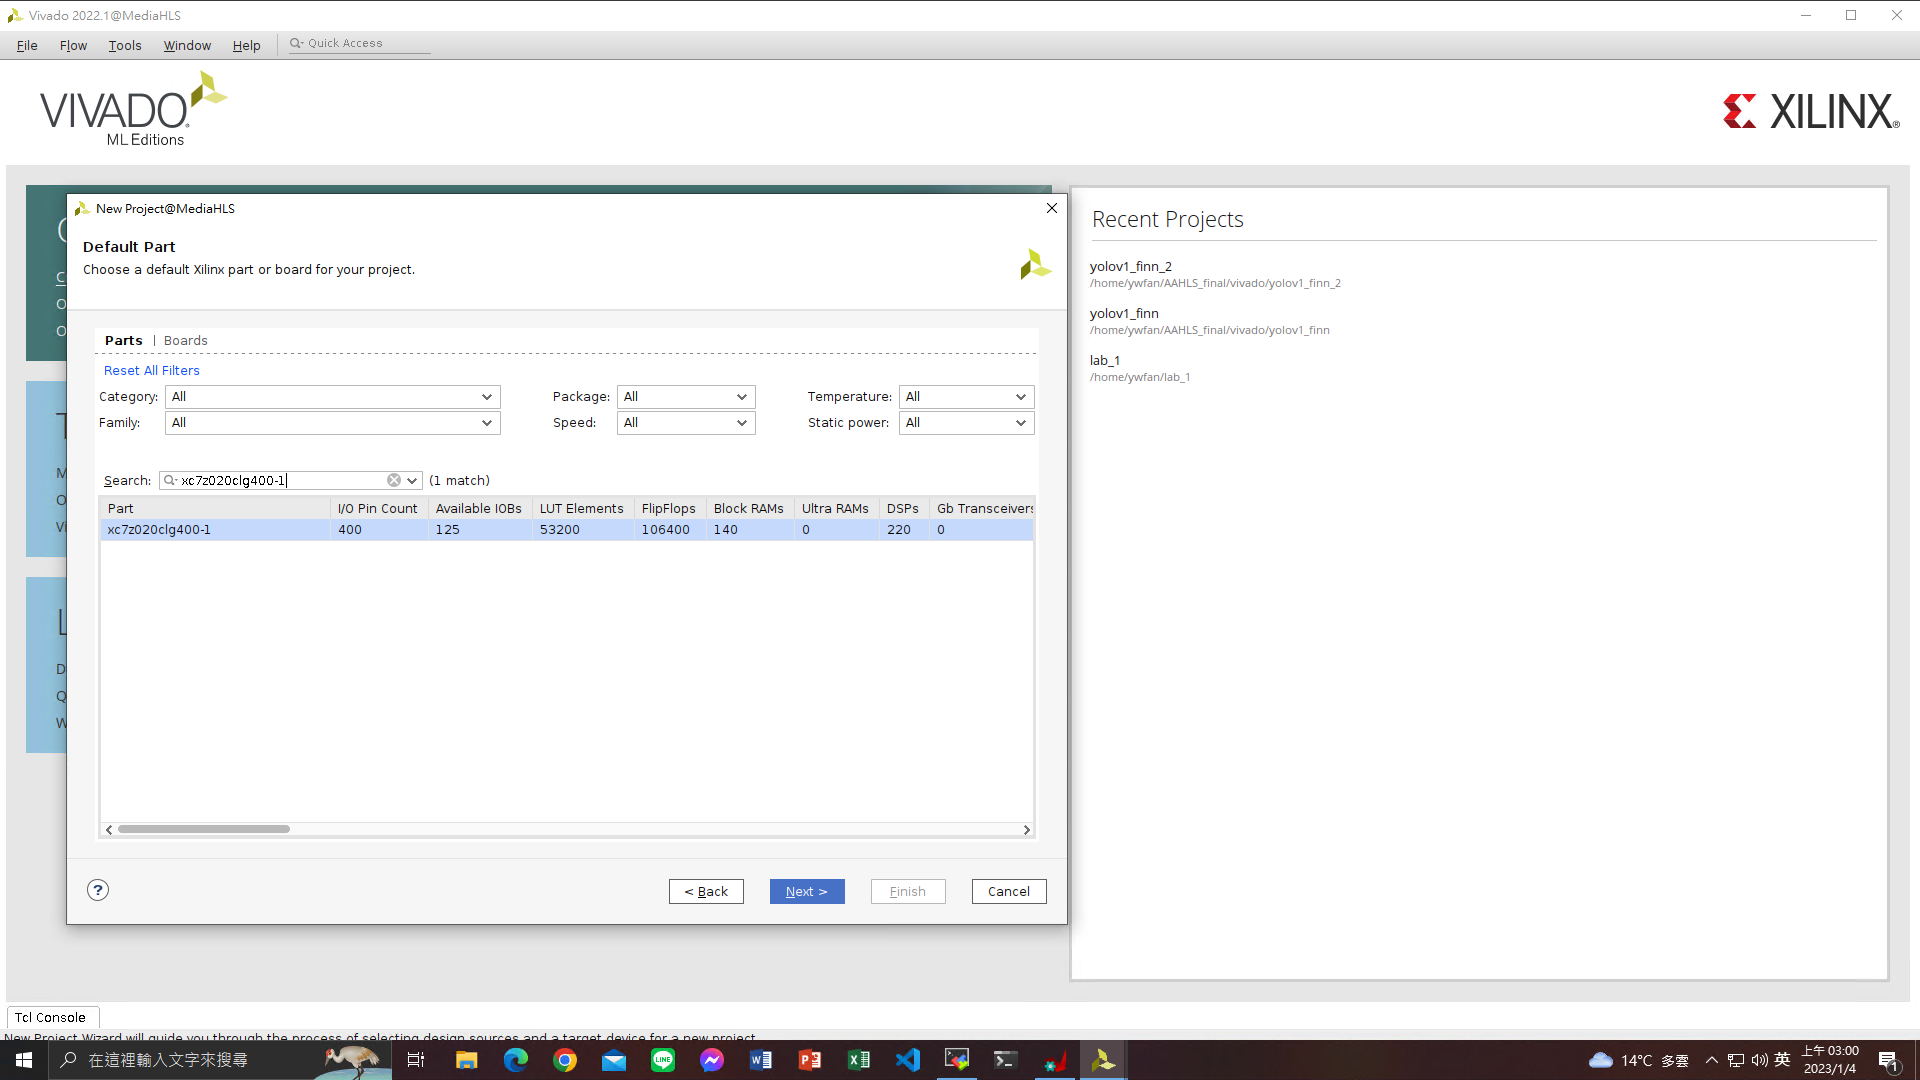 Vivado 2022.1@MediaHLS
File Flow Tools Window Help Quick Access
VIVADO
ML Editions
XILINX®
New Project@MediaHLS
Default Part
Choose a default Xilinx part or board for your project.
Parts | Boards
Reset All Filters
Category: All Package: All Temperature: All
Family: All Speed: All Static power: All
Search: xc7z020clg400-1 (1 match)
Part I/O Pin Count Available IOBs LUT Elements FlipFlops Block RAMs Ultra RAMs DSPs Gb Transceivers
xc7z020clg400-1 400 125 53200 106400 140 0 220 0
? < Back Next > Finish Cancel
Recent Projects
yolov1_finn_2
/home/ywfan/AAHLS_final/vivado/yolov1_finn_2
yolov1_finn
/home/ywfan/AAHLS_final/vivado/yolov1_finn
lab_1
/home/ywfan/lab_1
Tcl Console
New Project Wizard will guide you through the process of selecting design sources and a target device for a new project
在這裡輸入文字來搜尋
LINE
14°C 多雲
英
上午 03:00
2023/1/4
1